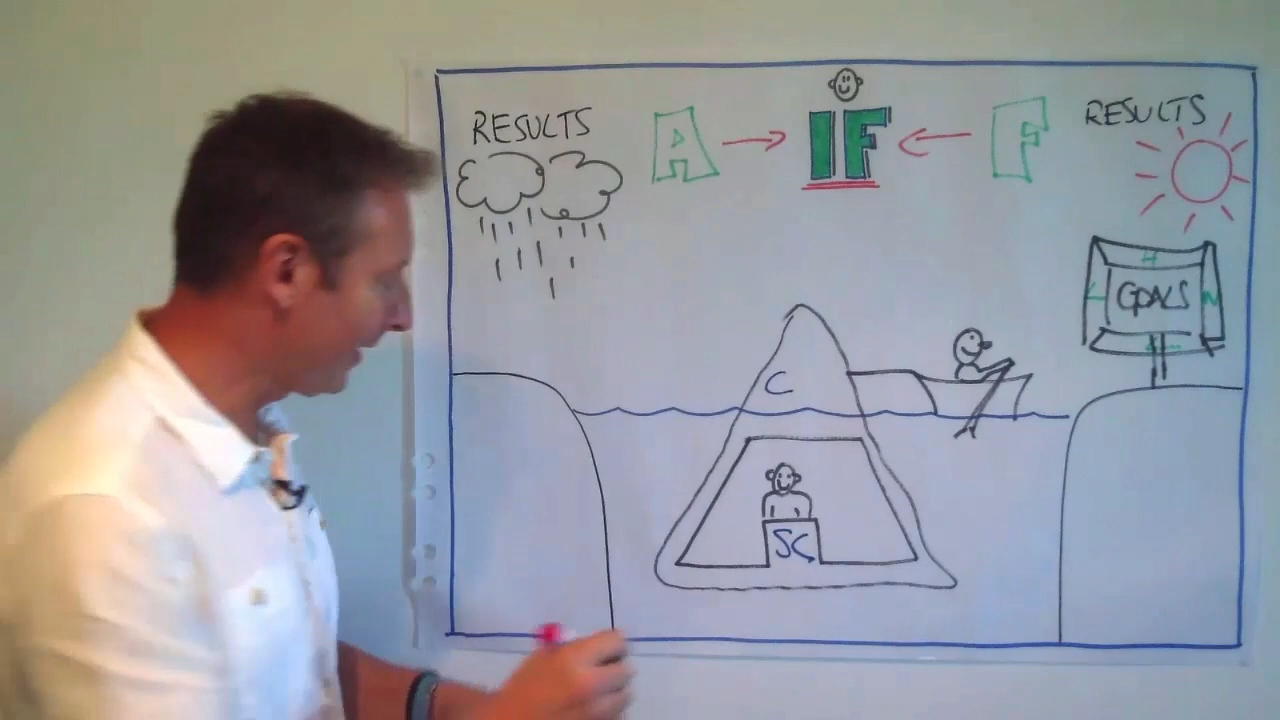 RESULTS
A → IF ← F
RESULTS
GOALS
C
SC